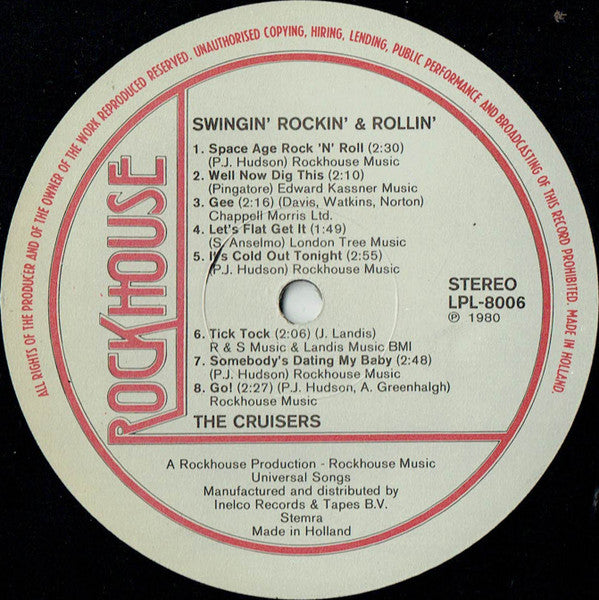 ALL RIGHTS OF THE PRODUCER AND OF THE OWNER OF THE WORK REPRODUCED RESERVED. UNAUTHORISED COPYING, HIRING, LENDING, PUBLIC PERFORMANCE AND BROADCASTING OF THIS RECORD PROHIBITED. MADE IN HOLLAND.
ROCKHOUSE
SWINGIN' ROCKIN' & ROLLIN'
1. Space Age Rock 'N' Roll (2:30)
(P.J. Hudson) Rockhouse Music
2. Well Now Dig This (2:10)
(Pingatore) Edward Kassner Music
3. Gee (2:16) (Davis, Watkins, Norton)
Chappell Morris Ltd.
4. Let's Flat Get It (1:49)
(S. Anselmo) London Tree Music
5. It's Cold Out Tonight (2:55)
(P.J. Hudson) Rockhouse Music
STEREO
LPL-8006
℗ 1980
6. Tick Tock (2:06) (J. Landis)
R & S Music & Landis Music BMI
7. Somebody's Dating My Baby (2:48)
(P.J. Hudson) Rockhouse Music
8. Go! (2:27) (P.J. Hudson, A. Greenhalgh)
Rockhouse Music
THE CRUISERS
A Rockhouse Production - Rockhouse Music
Universal Songs
Manufactured and distributed by
Inelco Records & Tapes B.V.
Stemra
Made in Holland